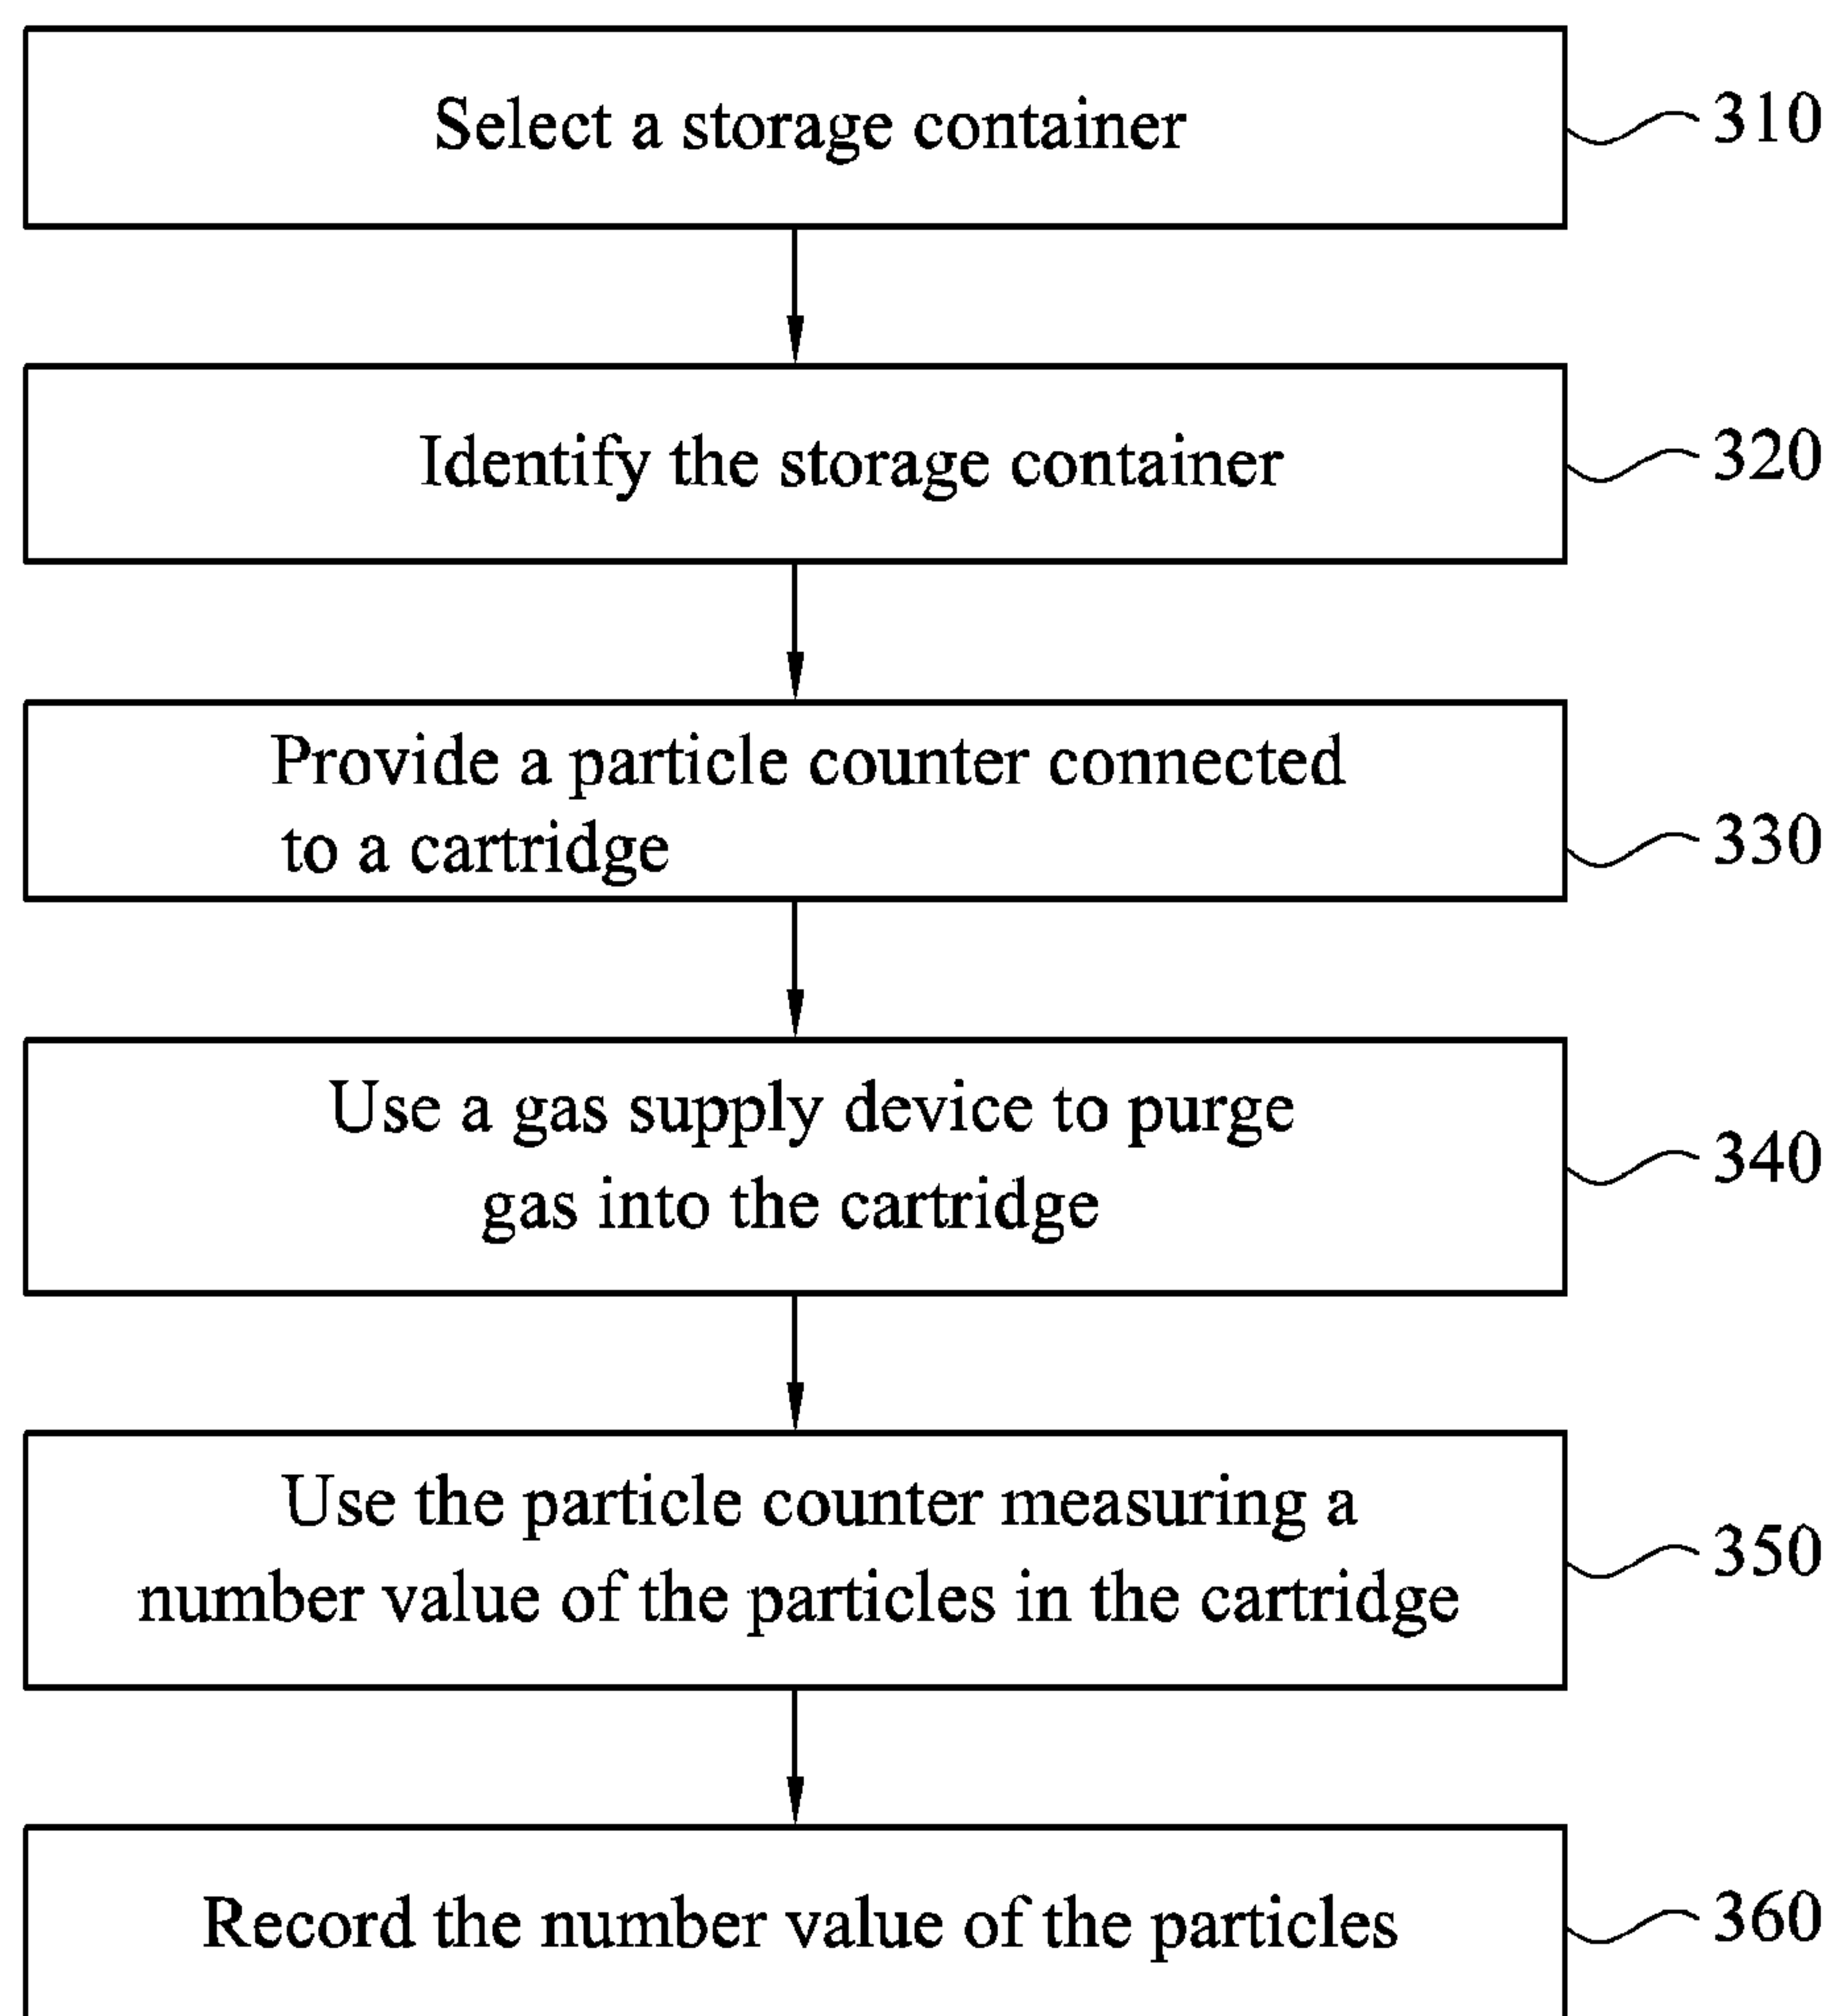 Select a storage container
310
Identify the storage container
320
Provide a particle counter connected
to a cartridge
330
Use a gas supply device to purge
gas into the cartridge
340
Use the particle counter measuring a
number value of the particles in the cartridge
350
Record the number value of the particles
360